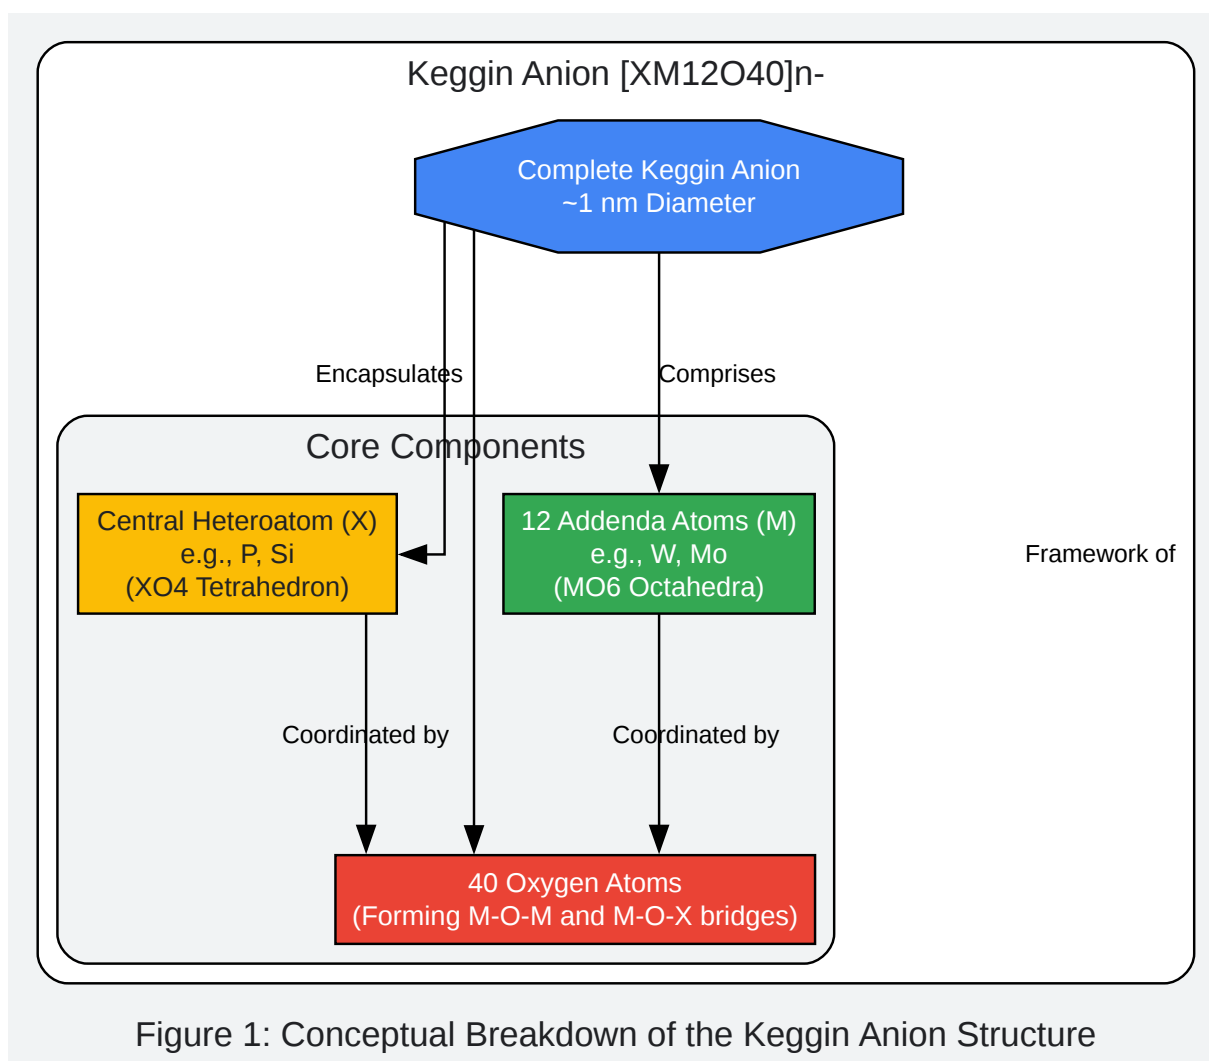 Keggin Anion [XM12O40]n-
Complete Keggin Anion
~1 nm Diameter
Encapsulates
Comprises
Core Components
Central Heteroatom (X)
e.g., P, Si
(XO4 Tetrahedron)
12 Addenda Atoms (M)
e.g., W, Mo
(MO6 Octahedra)
Framework of
Coordinated by
Coordinated by
40 Oxygen Atoms
(Forming M-O-M and M-O-X bridges)
Figure 1: Conceptual Breakdown of the Keggin Anion Structure